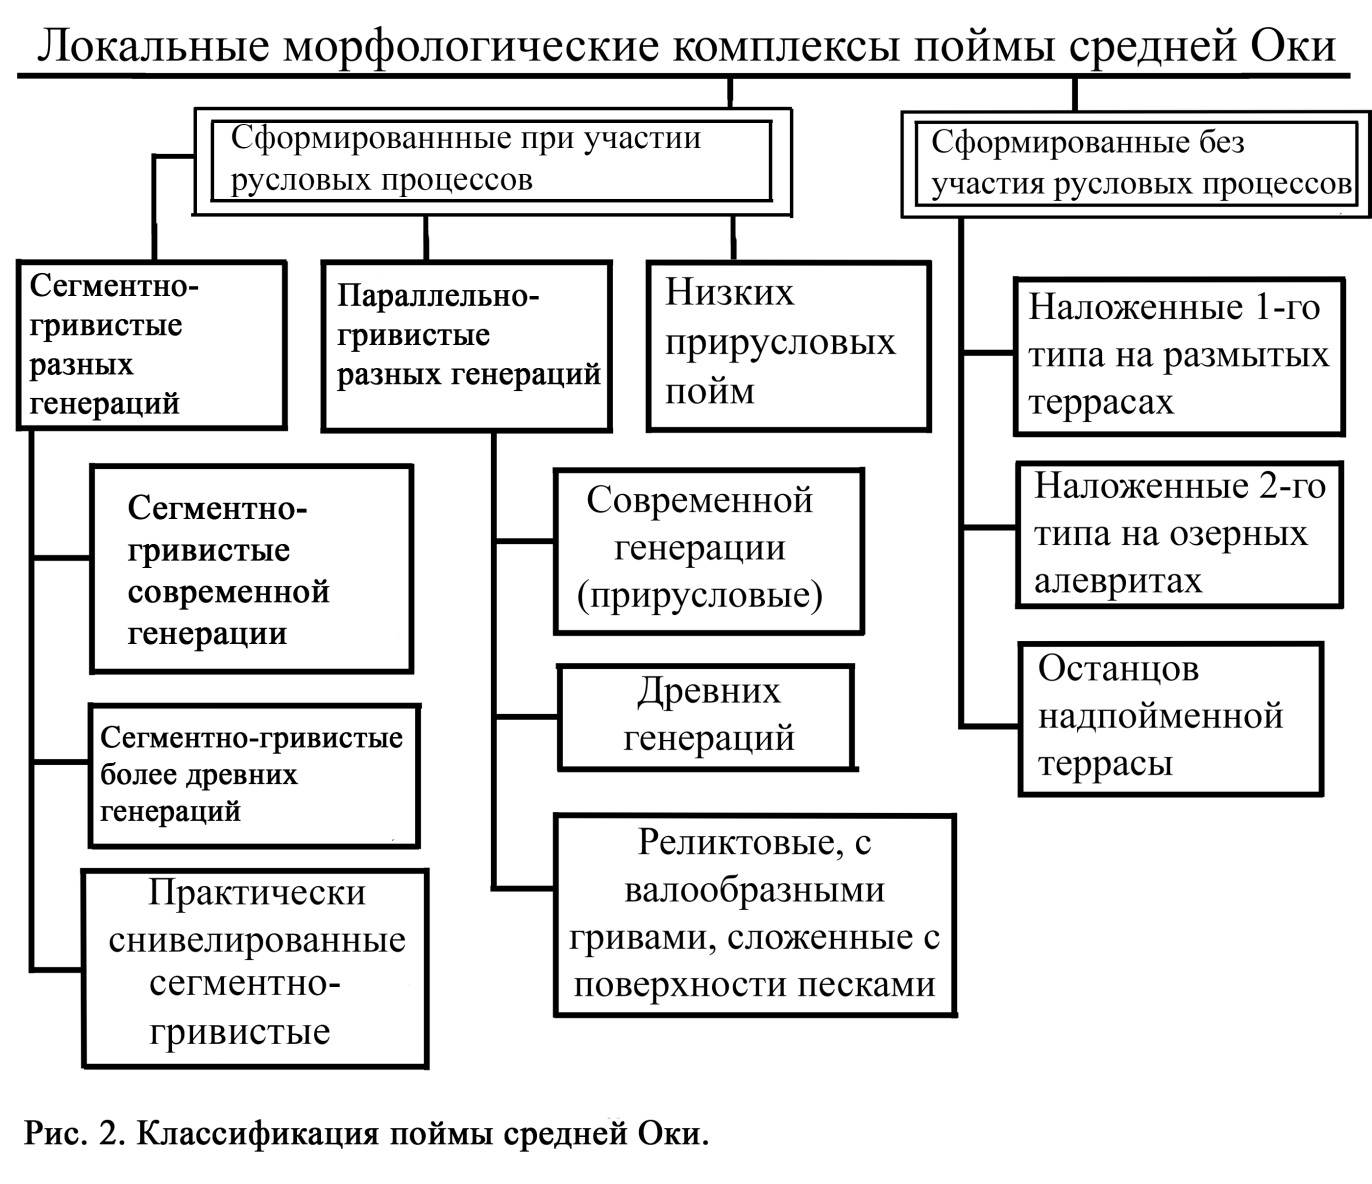 Локальные морфологические комплексы поймы средней Оки
Сформированнные при участии
русловых процессов
Сформированные без
участия русловых процессов
Сегментно-
гривистые
разных
генераций
Параллельно-
гривистые
разных генераций
Низких
прирусловых
пойм
Наложенные 1-го
типа на размытых
террасах
Сегментно-
гривистые
современной
генерации
Современной
генерации
(прирусловые)
Наложенные 2-го
типа на озерных
алевритах
Сегментно-гривистые
более древних
генераций
Древних
генераций
Останцов
надпойменной
террасы
Практически
снивелированные
сегментно-
гривистые
Реликтовые, с
валообразными
гривами, сложенные с
поверхности песками
Рис. 2. Классификация поймы средней Оки.